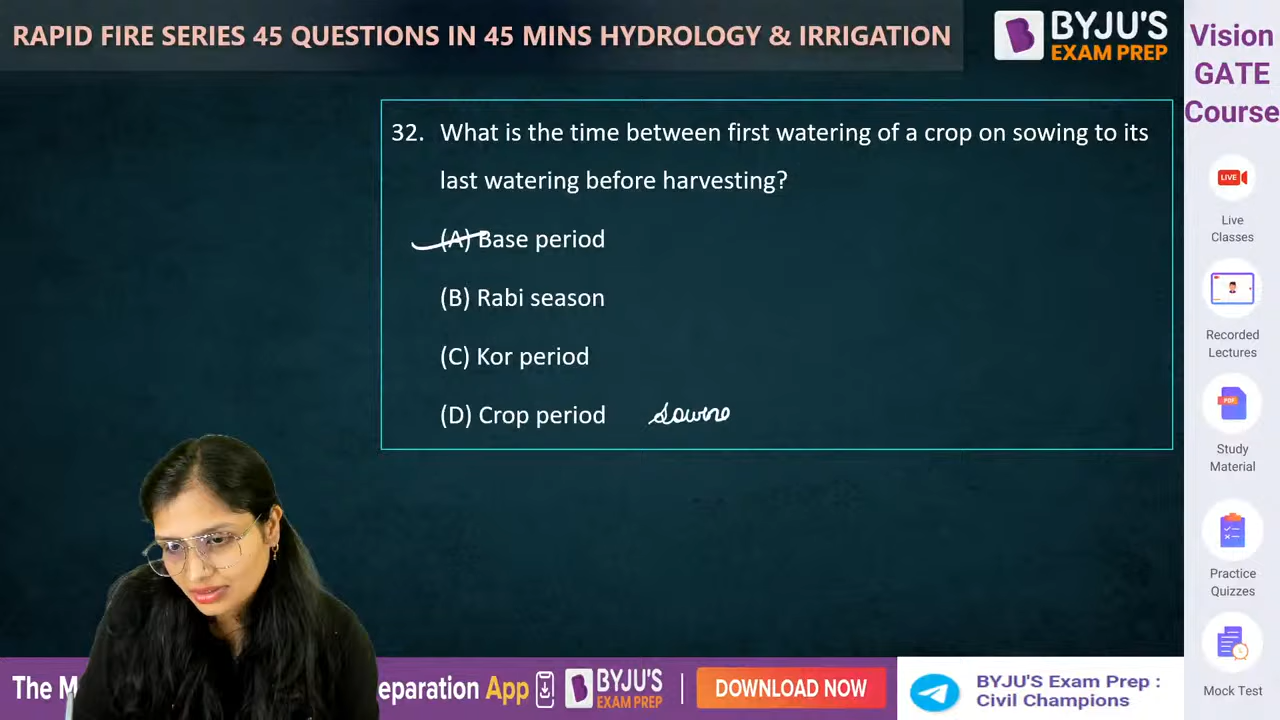 RAPID FIRE SERIES 45 QUESTIONS IN 45 MINS HYDROLOGY & IRRIGATION
BYJU'S
EXAM PREP
Vision
GATE
Course
32. What is the time between first watering of a crop on sowing to its
last watering before harvesting?
(A) Base period
(B) Rabi season
(C) Kor period
(D) Crop period
LIVE
Live
Classes
Recorded
Lectures
PDF
Study
Material
Practice
Quizzes
Mock Test
The
eparation App
BYJU'S
EXAM PREP
DOWNLOAD NOW
BYJU'S Exam Prep :
Civil Champions